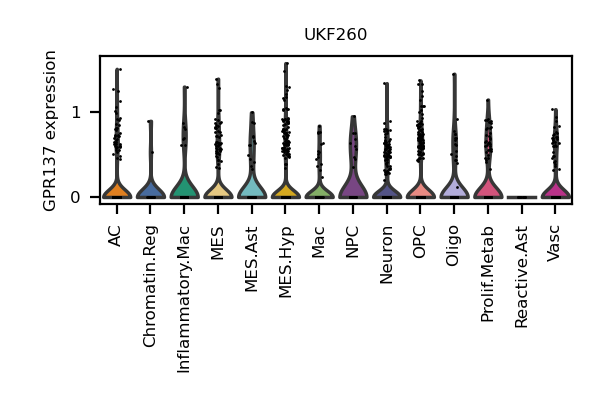 UKF260
GPR137 expression
1
0
AC
Chromatin.Reg
Inflammatory.Mac
MES
MES.Ast
MES.Hyp
Mac
NPC
Neuron
OPC
Oligo
Prolif.Metab
Reactive.Ast
Vasc